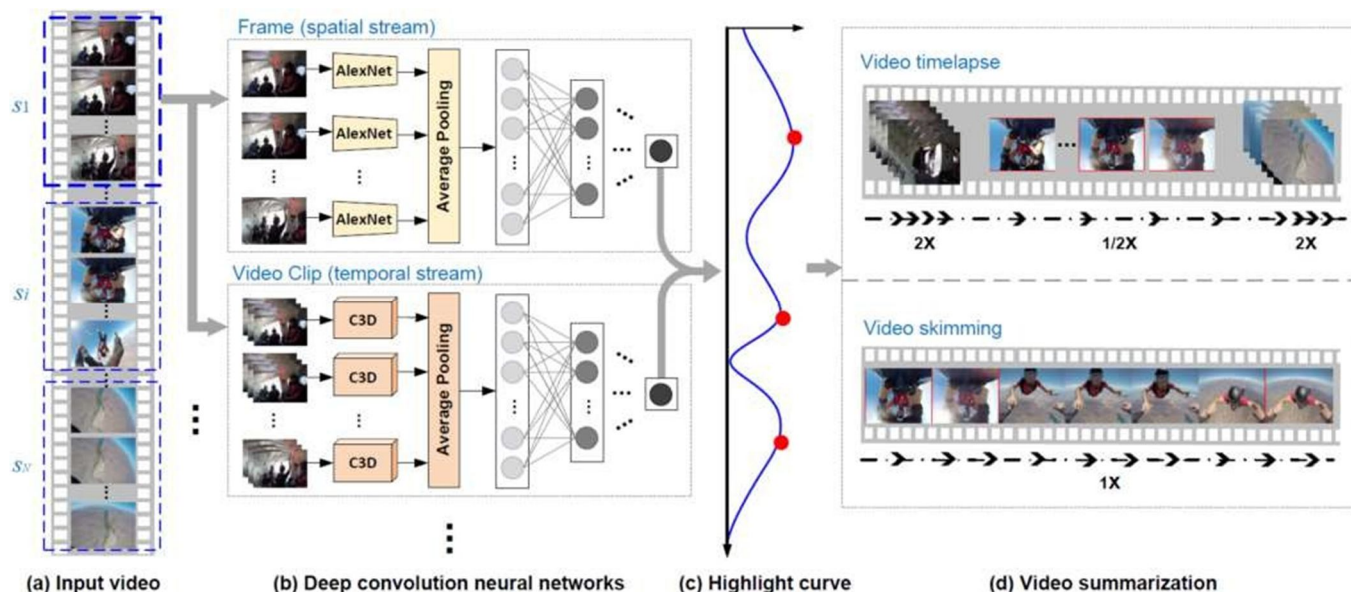 s1
si
sN
Frame (spatial stream)
AlexNet
AlexNet
AlexNet
Average Pooling
Video Clip (temporal stream)
C3D
C3D
C3D
Average Pooling
Video timelapse
2X
1/2X
2X
Video skimming
1X
(a) Input video
(b) Deep convolution neural networks
(c) Highlight curve
(d) Video summarization